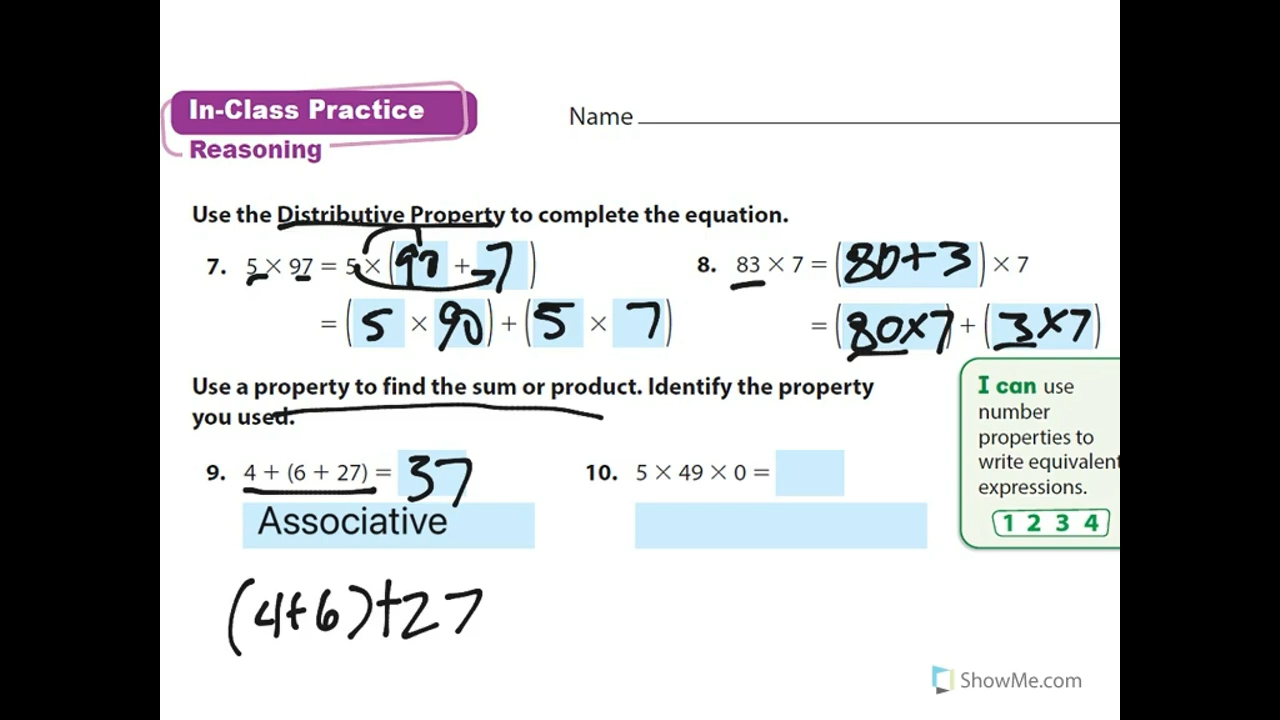 In-Class Practice
Name
Reasoning
Use the Distributive Property to complete the equation.
7. 5 × 97 = 5 × (90 + 7)
= (5 × 90) + (5 × 7)
8. 83 × 7 = (80+3) × 7
= (80×7) + (3×7)
Use a property to find the sum or product. Identify the property
you used.
9. 4 + (6 + 27) = 37
Associative
(4+6)+27
10. 5 × 49 × 0 =
I can use
number
properties to
write equivalent
expressions.
1 2 3 4
ShowMe.com